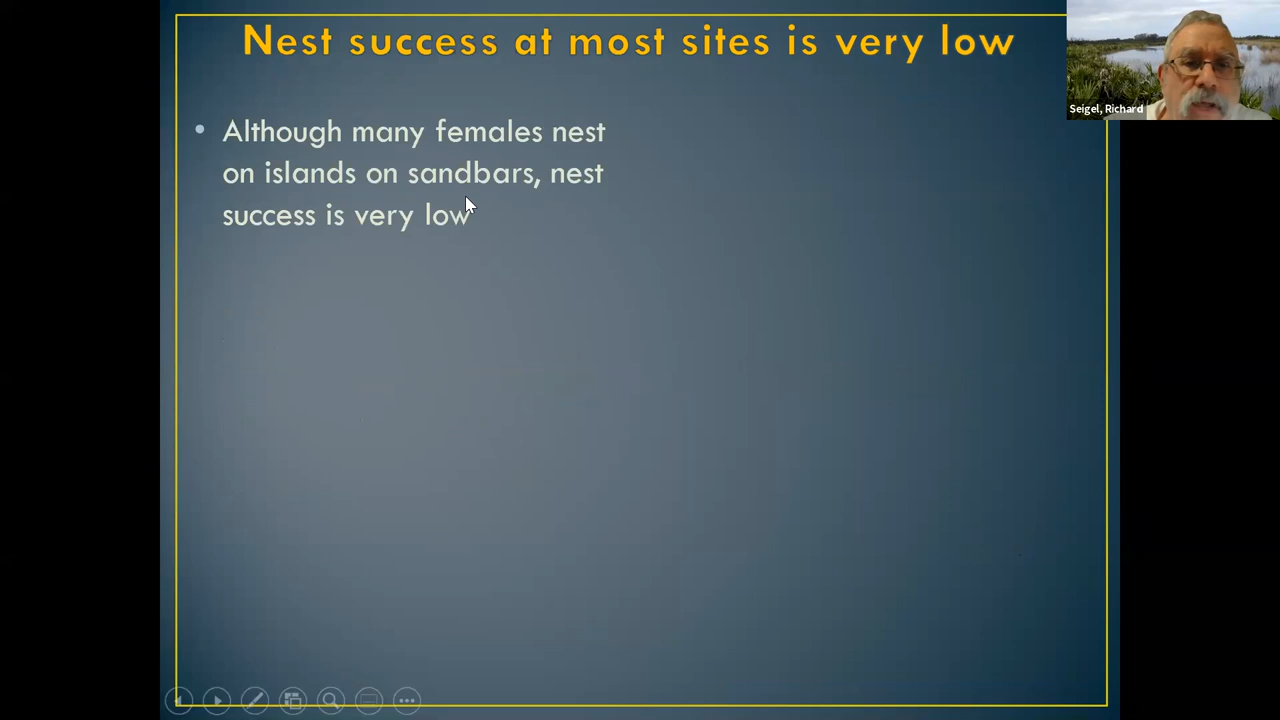 Nest success at most sites is very low
Seigel, Richard
• Although many females nest
on islands on sandbars, nest
success is very low